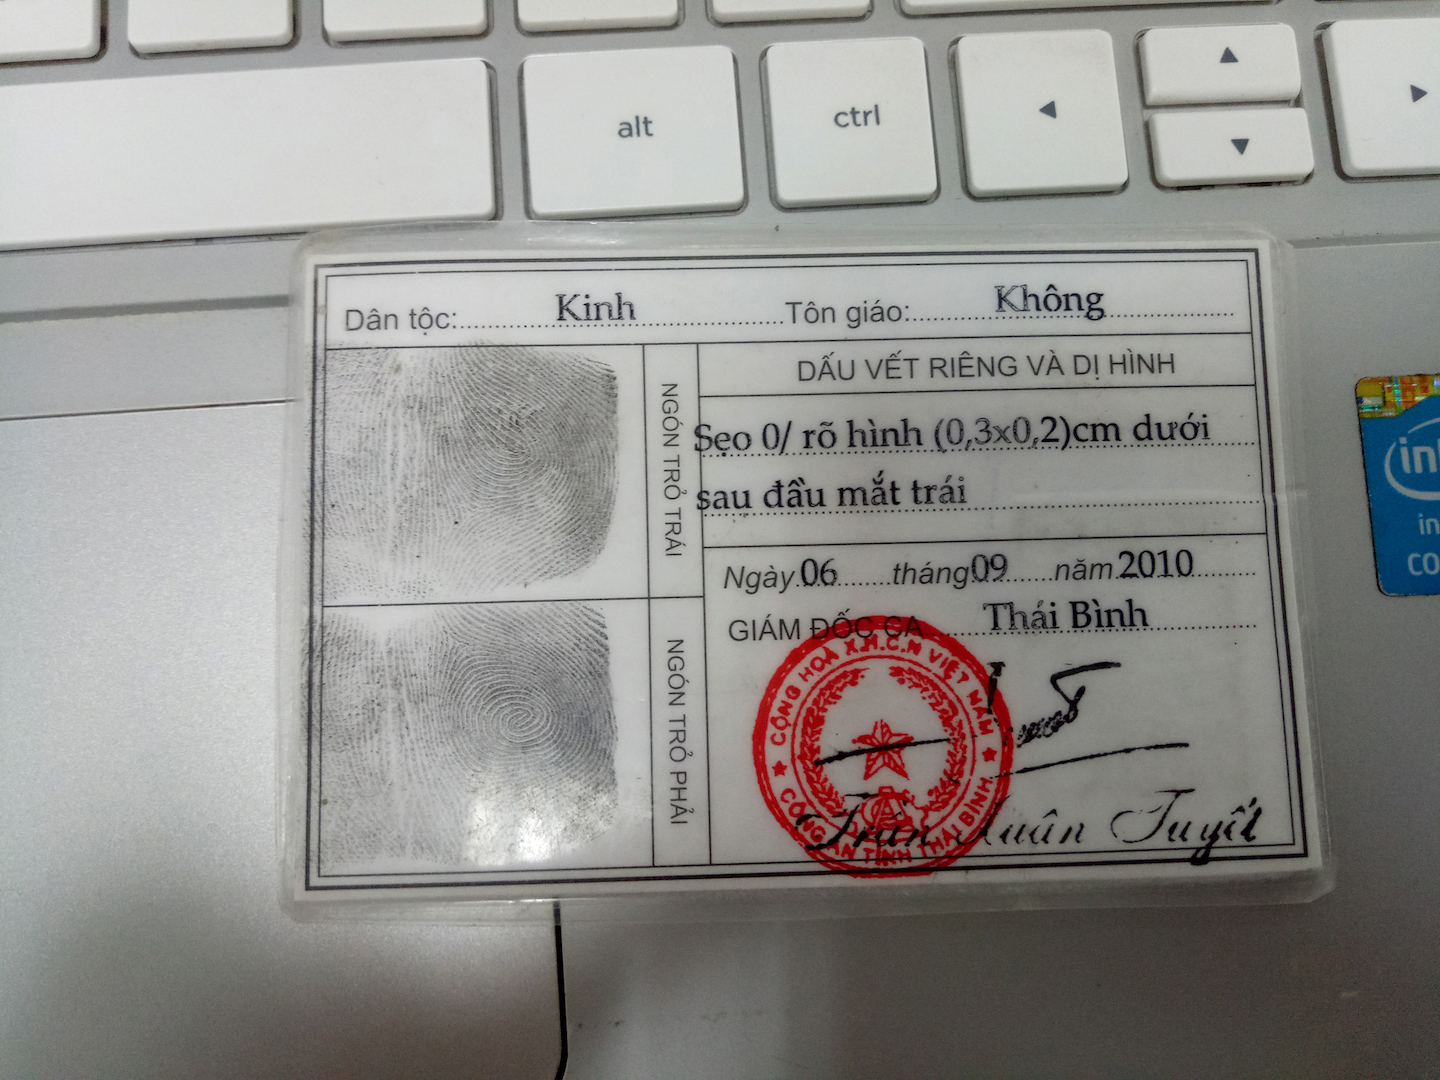 alt
ctrl
Dân tộc: Kinh Tôn giáo: Không
NGÓN TRỎ TRÁI
DẤU VẾT RIÊNG VÀ DỊ HÌNH
Sẹo 0/ rõ hình (0,3x0,2)cm dưới
sau đầu mắt trái
Ngày 06 tháng 09 năm 2010
GIÁM ĐỐC CA Thái Bình
NGÓN TRỎ PHẢI
CỘNG HOÀ X.H.C.N VIỆT NAM
CÔNG AN TỈNH THÁI BÌNH
Trần Xuân Tuyết
int
in
CO